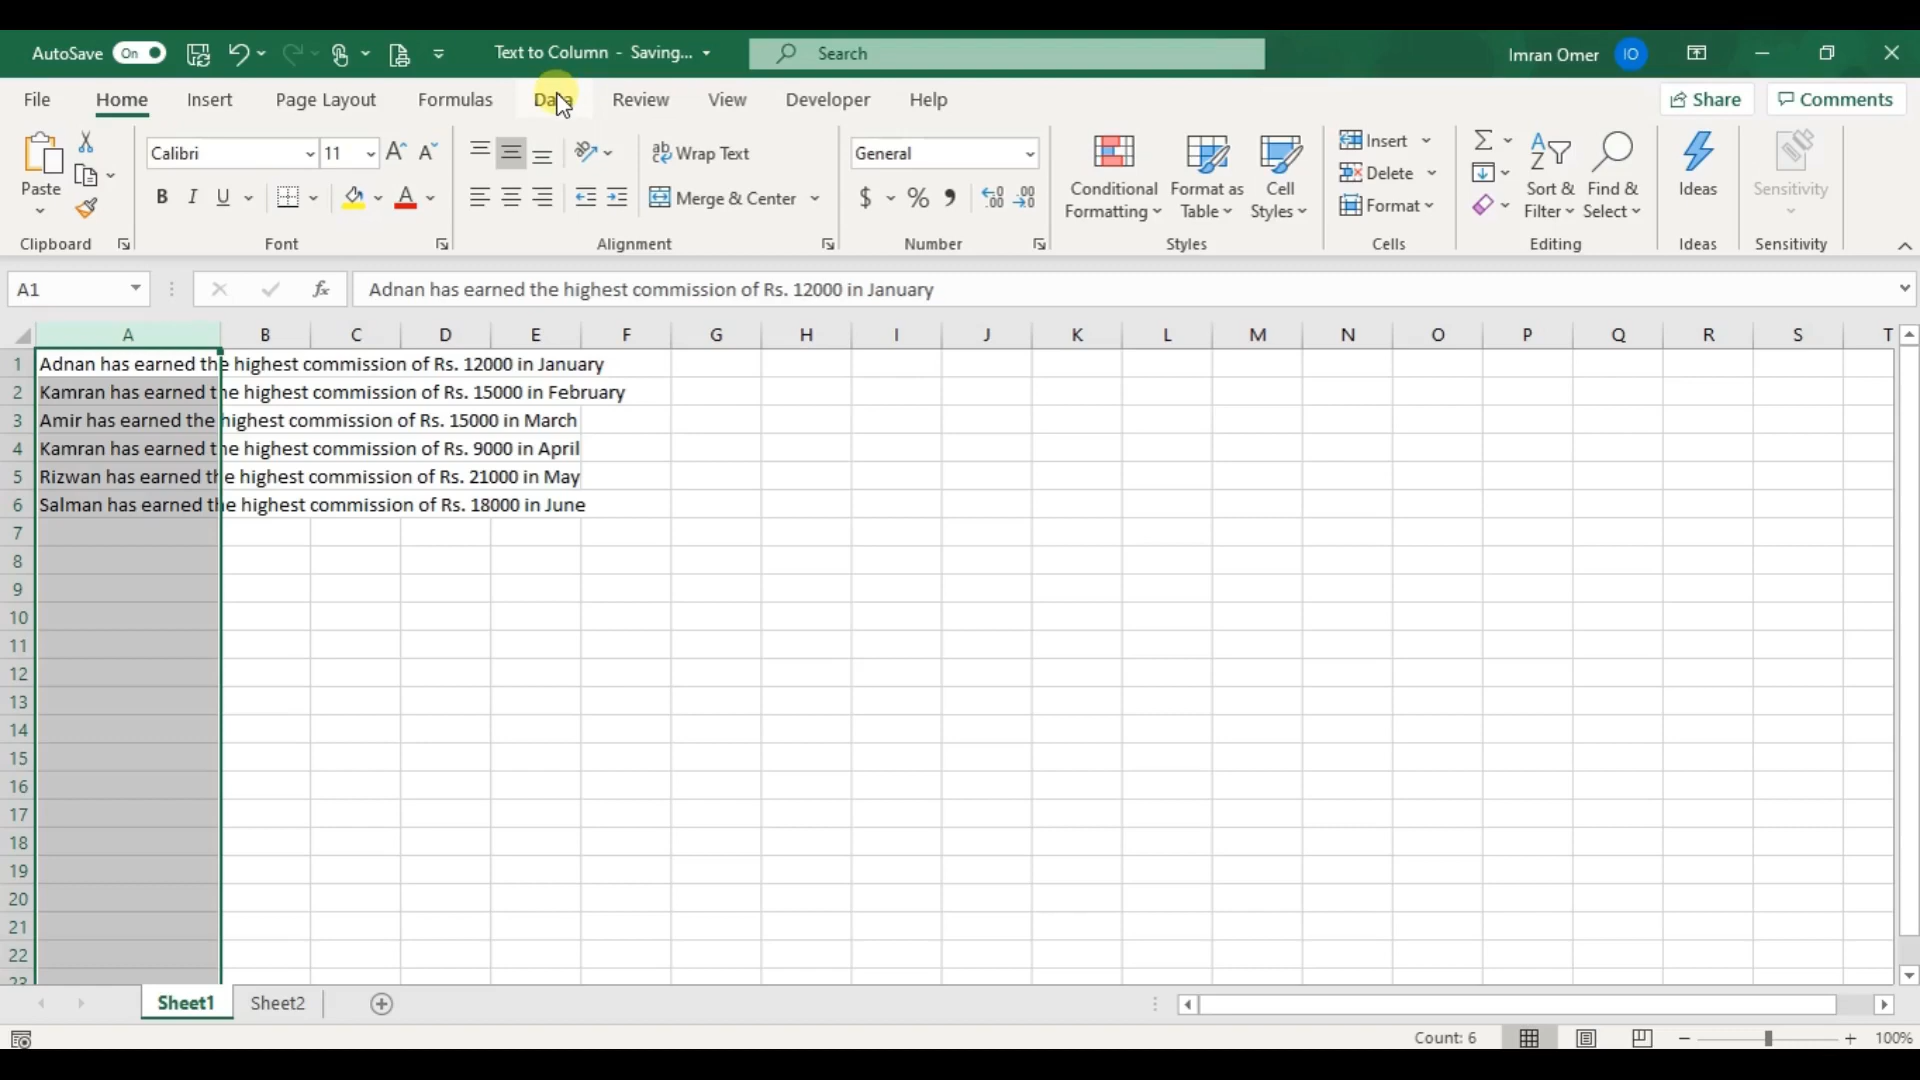 AutoSave On Text to Column - Saving... Search Imran Omer IO
File Home Insert Page Layout Formulas Data Review View Developer Help Share Comments
Paste
Clipboard
Calibri 11
B I U
Font
Wrap Text
Merge & Center
Alignment
General
$ % ,
Number
Conditional Formatting
Format as Table
Cell Styles
Styles
Insert
Delete
Format
Cells
Sort & Filter
Find & Select
Editing
Ideas
Ideas
Sensitivity
Sensitivity
A1 fx Adnan has earned the highest commission of Rs. 12000 in January
A B C D E F G H I J K L M N O P Q R S T
1 Adnan has earned the highest commission of Rs. 12000 in January
2 Kamran has earned the highest commission of Rs. 15000 in February
3 Amir has earned the highest commission of Rs. 15000 in March
4 Kamran has earned the highest commission of Rs. 9000 in April
5 Rizwan has earned the highest commission of Rs. 21000 in May
6 Salman has earned the highest commission of Rs. 18000 in June
7
8
9
10
11
12
13
14
15
16
17
18
19
20
21
22
23
Sheet1 Sheet2
Count: 6 100%